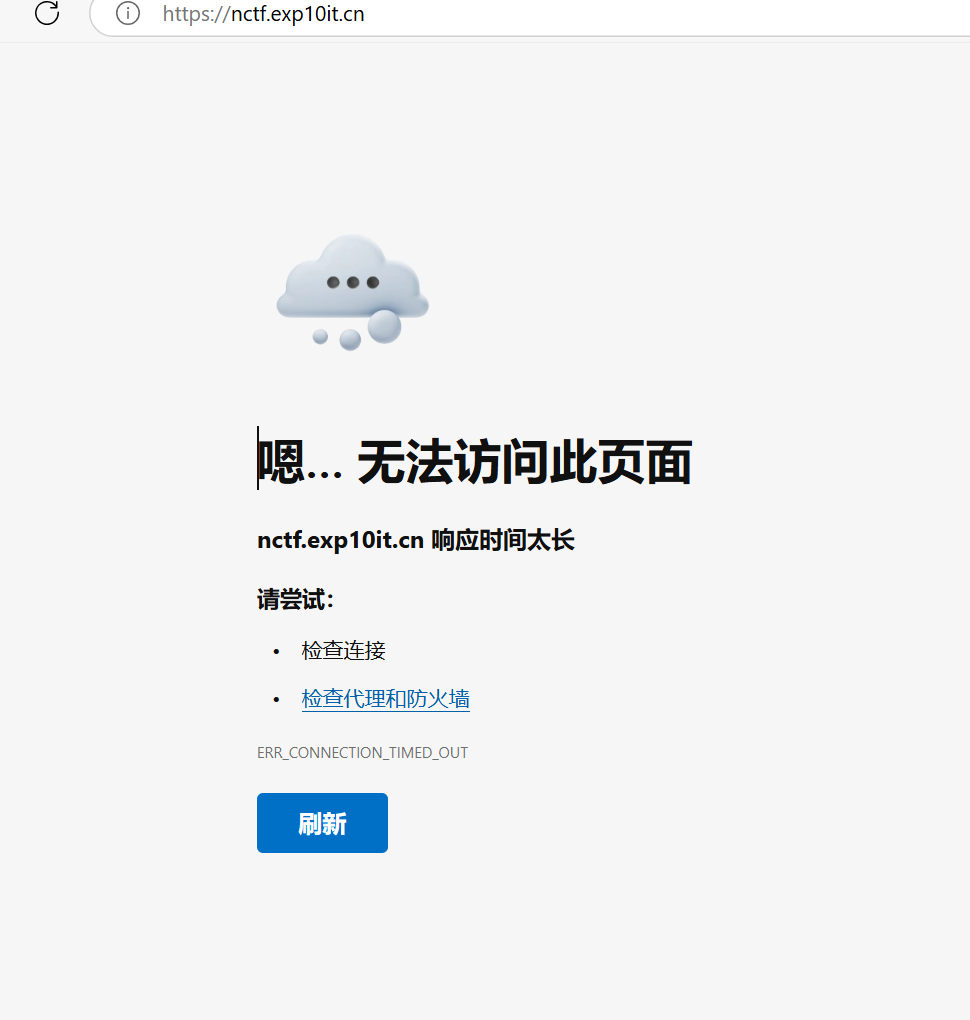 https://nctf.exp10it.cn
嗯... 无法访问此页面
nctf.exp10it.cn 响应时间太长
请尝试：
• 检查连接
• 检查代理和防火墙
ERR_CONNECTION_TIMED_OUT
刷新